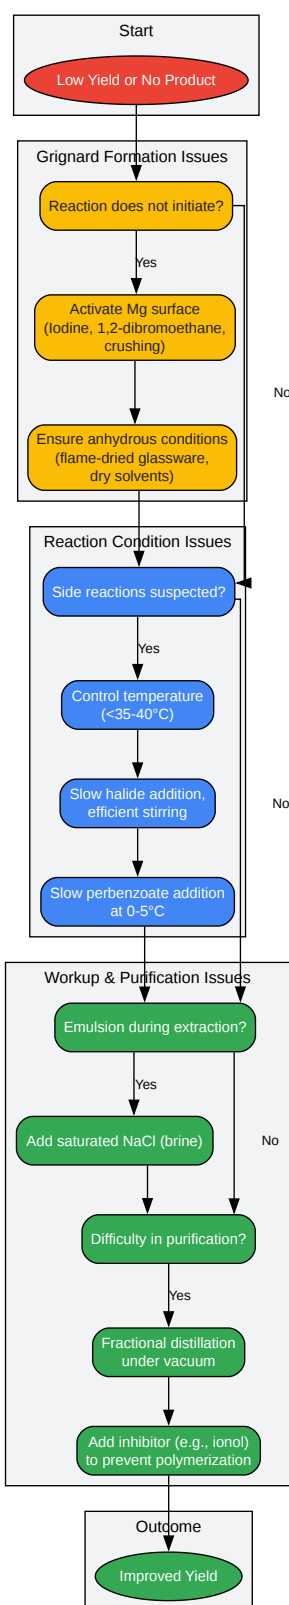 Start
Low Yield or No Product
Grignard Formation Issues
Reaction does not initiate?
Yes
Activate Mg surface
(Iodine, 1,2-dibromoethane,
crushing)
No
Ensure anhydrous conditions
(flame-dried glassware,
dry solvents)
Reaction Condition Issues
Side reactions suspected?
Yes
Control temperature
(<35-40°C)
Slow halide addition,
efficient stirring
No
Slow perbenzoate addition
at 0-5°C
Workup & Purification Issues
Emulsion during extraction?
Yes
Add saturated NaCl (brine)
No
Difficulty in purification?
Yes
Fractional distillation
under vacuum
Add inhibitor (e.g., ionol)
to prevent polymerization
Outcome
Improved Yield